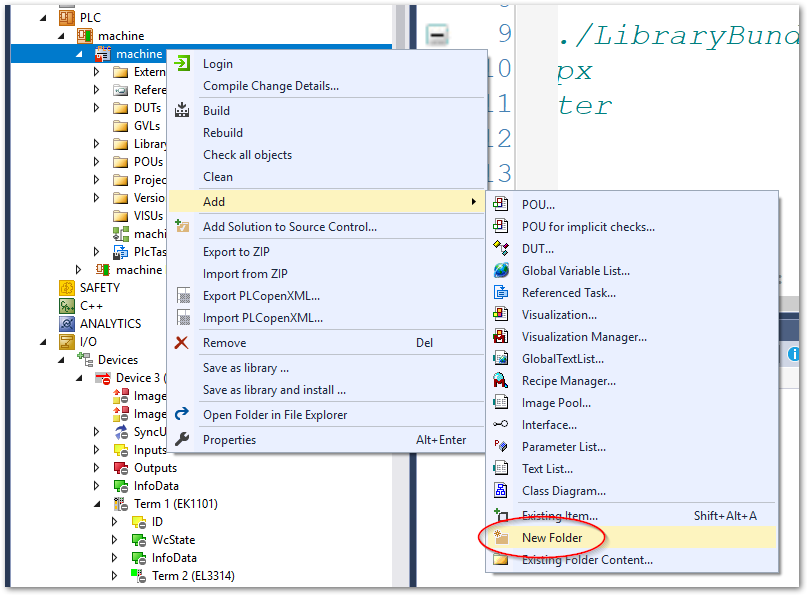 PLC
machine
machine
Extern
Refere
DUTs
GVLs
Library
POUs
Projec
Versio
VISUs
machi
PlcTas
machine
SAFETY
C++
ANALYTICS
I/O
Devices
Device 3 (
Image
Image
SyncU
Inputs
Outputs
InfoData
Term 1 (EK1101)
ID
WcState
InfoData
Term 2 (EL3314)
Login
Compile Change Details...
Build
Rebuild
Check all objects
Clean
Add
Add Solution to Source Control...
Export to ZIP
Import from ZIP
Export PLCopenXML...
Import PLCopenXML...
Remove Del
Save as library ...
Save as library and install ...
Open Folder in File Explorer
Properties Alt+Enter
9 ./LibraryBund
10 px
11 ter
12
13
POU...
POU for implicit checks...
DUT...
Global Variable List...
Referenced Task...
Visualization...
Visualization Manager...
GlobalTextList...
Recipe Manager...
Image Pool...
Interface...
Parameter List...
Text List...
Class Diagram...
Existing Item... Shift+Alt+A
New Folder
Existing Folder Content...